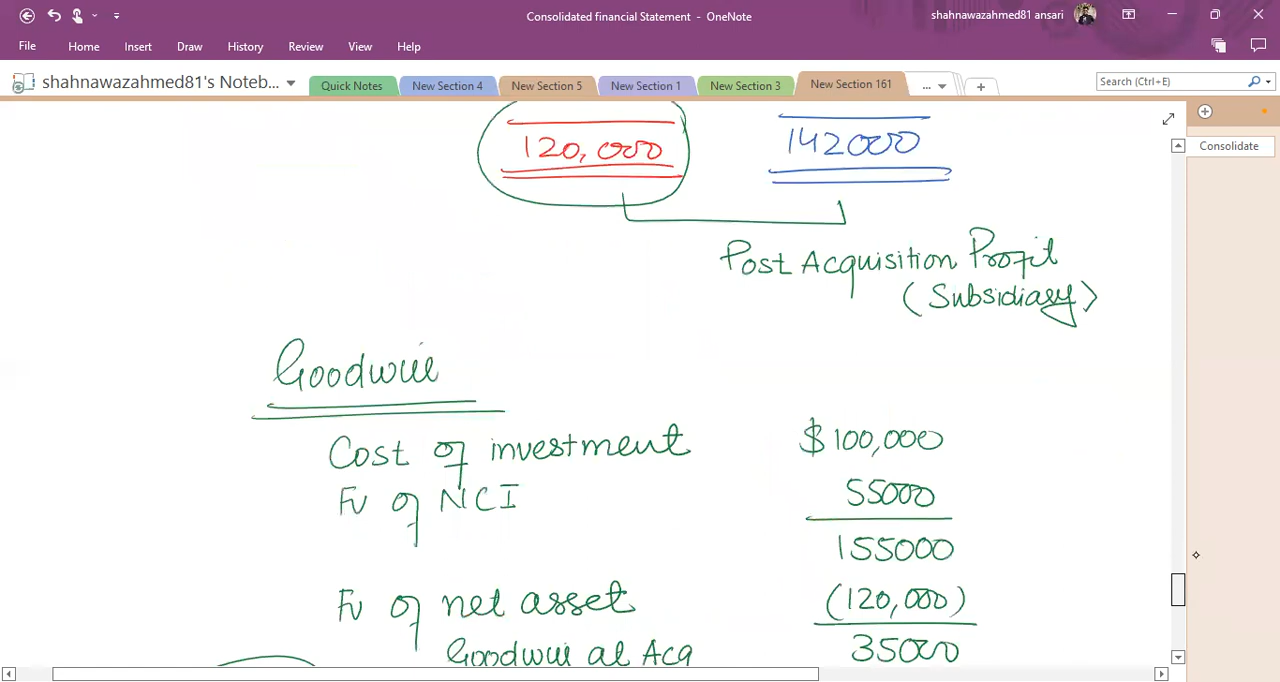 Consolidated financial Statement - OneNote
shahnawazahmed81 ansari
File Home Insert Draw History Review View Help
shahnawazahmed81's Noteb...
Quick Notes New Section 4 New Section 5 New Section 1 New Section 3 New Section 161 ...
Search (Ctrl+E)
Consolidate
120,000 142000
Post Acquisition Profit
(Subsidiary)
Goodwill
Cost of investment $100,000
Fv of NCI 55000
155000
Fv of net asset (120,000)
Goodwill at Acq 35000